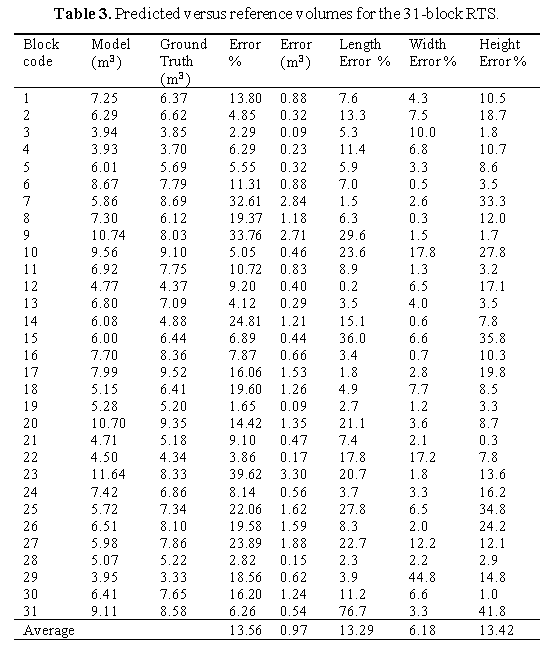 Table 3. Predicted versus reference volumes for the 31-block RTS.
Block code Model (m³) Ground Truth (m³) Error % Error (m³) Length Error % Width Error % Height Error %
1 7.25 6.37 13.80 0.88 7.6 4.3 10.5
2 6.29 6.62 4.85 0.32 13.3 7.5 18.7
3 3.94 3.85 2.29 0.09 5.3 10.0 1.8
4 3.93 3.70 6.29 0.23 11.4 6.8 10.7
5 6.01 5.69 5.55 0.32 5.9 3.3 8.6
6 8.67 7.79 11.31 0.88 7.0 0.5 3.5
7 5.86 8.69 32.61 2.84 1.5 2.6 33.3
8 7.30 6.12 19.37 1.18 6.3 0.3 12.0
9 10.74 8.03 33.76 2.71 29.6 1.5 1.7
10 9.56 9.10 5.05 0.46 23.6 17.8 27.8
11 6.92 7.75 10.72 0.83 8.9 1.3 3.2
12 4.77 4.37 9.20 0.40 0.2 6.5 17.1
13 6.80 7.09 4.12 0.29 3.5 4.0 3.5
14 6.08 4.88 24.81 1.21 15.1 0.6 7.8
15 6.00 6.44 6.89 0.44 36.0 6.6 35.8
16 7.70 8.36 7.87 0.66 3.4 0.7 10.3
17 7.99 9.52 16.06 1.53 1.8 2.8 19.8
18 5.15 6.41 19.60 1.26 4.9 7.7 8.5
19 5.28 5.20 1.65 0.09 2.7 1.2 3.3
20 10.70 9.35 14.42 1.35 21.1 3.6 8.7
21 4.71 5.18 9.10 0.47 7.4 2.1 0.3
22 4.50 4.34 3.86 0.17 17.8 17.2 7.8
23 11.64 8.33 39.62 3.30 20.7 1.8 13.6
24 7.42 6.86 8.14 0.56 3.7 3.3 16.2
25 5.72 7.34 22.06 1.62 27.8 6.5 34.8
26 6.51 8.10 19.58 1.59 8.3 2.0 24.2
27 5.98 7.86 23.89 1.88 22.7 12.2 12.1
28 5.07 5.22 2.82 0.15 2.3 2.2 2.9
29 3.95 3.33 18.56 0.62 3.9 44.8 14.8
30 6.41 7.65 16.20 1.24 11.2 6.6 1.0
31 9.11 8.58 6.26 0.54 76.7 3.3 41.8
Average 13.56 0.97 13.29 6.18 13.42